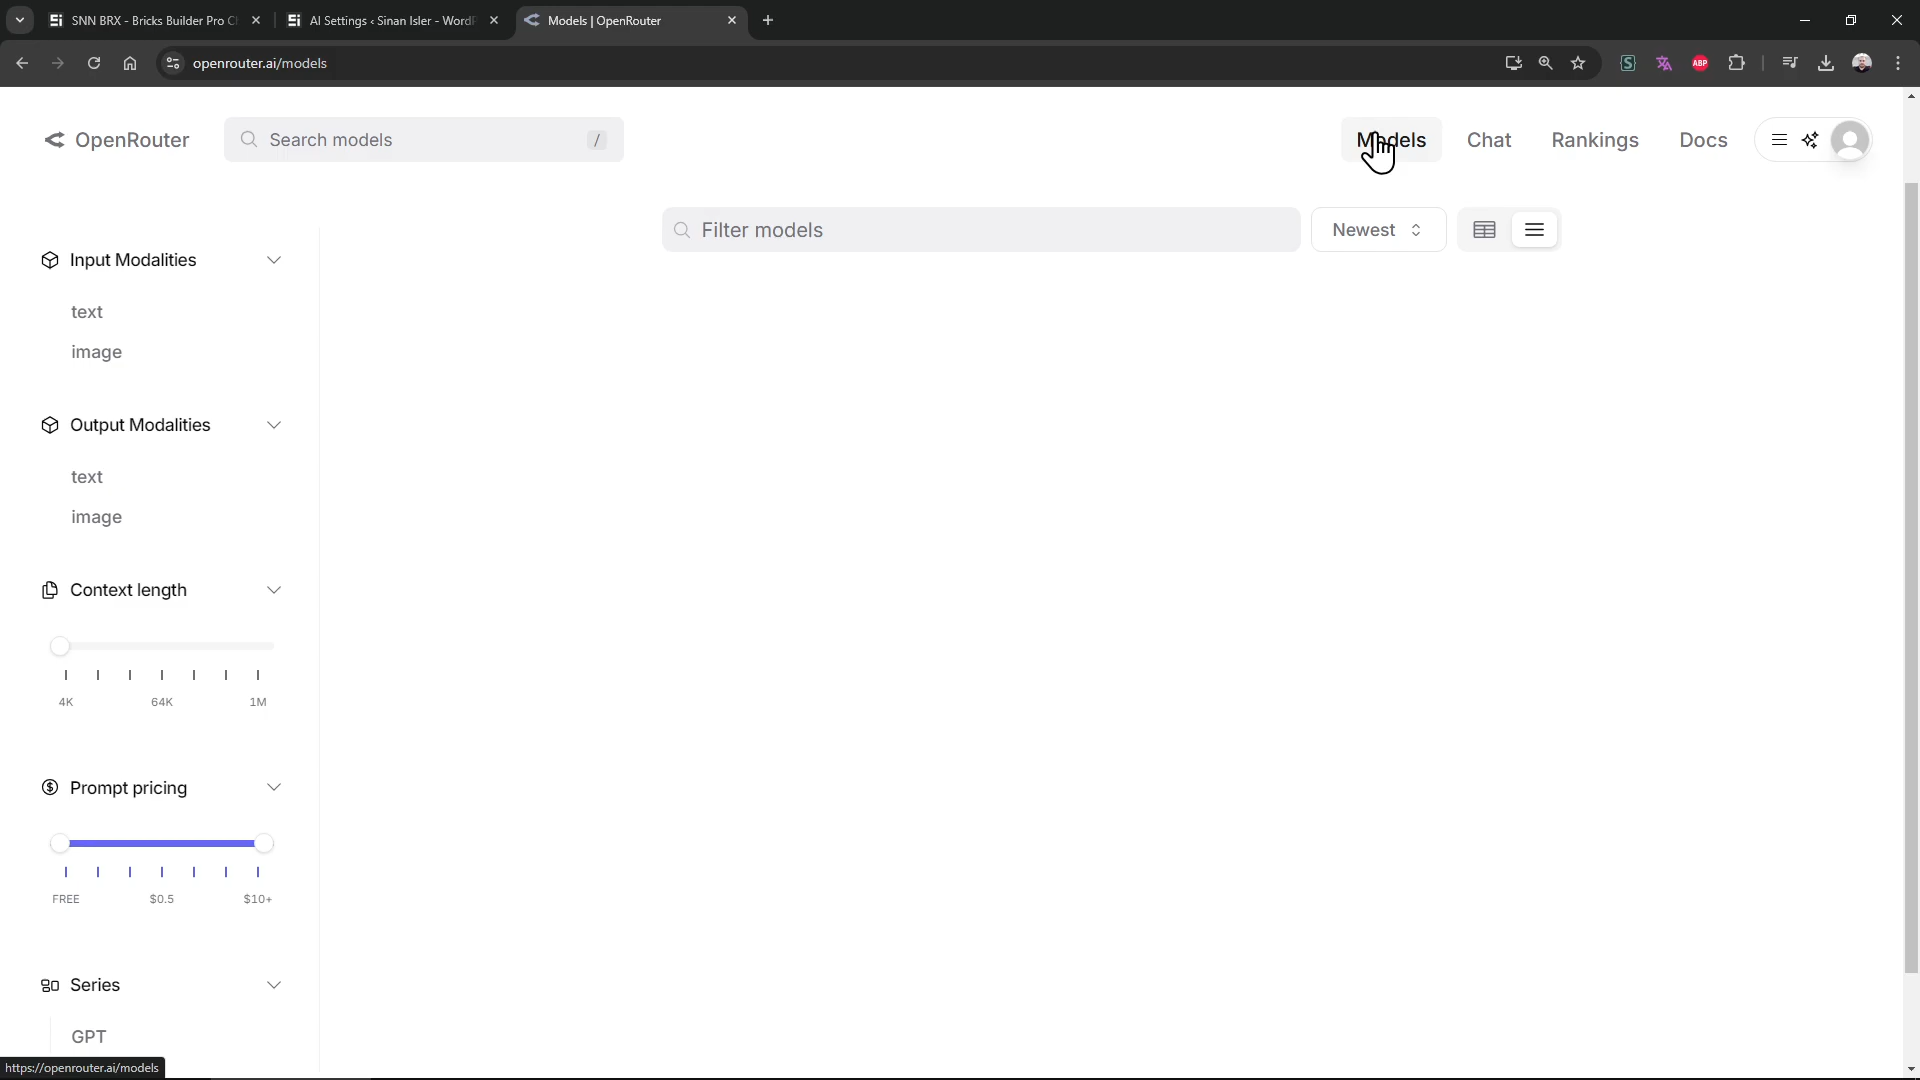 SNN BRX - Bricks Builder Pro C
AI Settings ‹ Sinan Isler - WordP
Models | OpenRouter
openrouter.ai/models
ABP
OpenRouter
Search models
/
Models
Chat
Rankings
Docs
Filter models
Newest
Input Modalities
text
image
Output Modalities
text
image
Context length
4K 64K 1M
Prompt pricing
FREE $0.5 $10+
Series
GPT
https://openrouter.ai/models